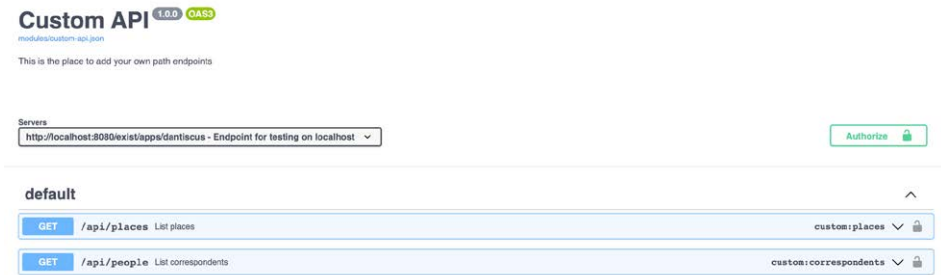 Custom API 1.0.0 OAS3
modules/custom-api.json
This is the place to add your own path endpoints
Servers
http://localhost:8080/exist/apps/dantiscus - Endpoint for testing on localhost
Authorize
default
GET /api/places List places custom:places
GET /api/people List correspondents custom:correspondents